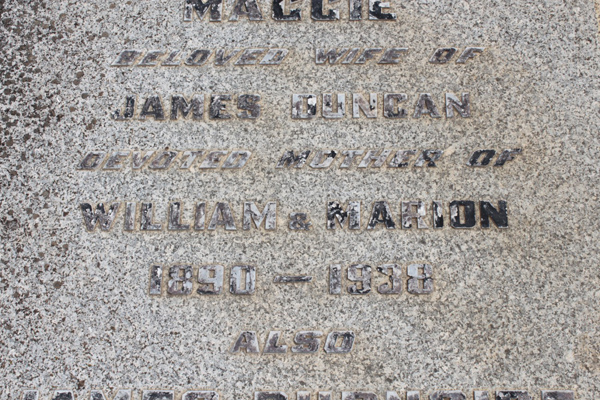 MAGGIE
BELOVED WIFE OF
JAMES DUNCAN
DEVOTED MOTHER OF
WILLIAM & MARION
1890 — 1938
ALSO